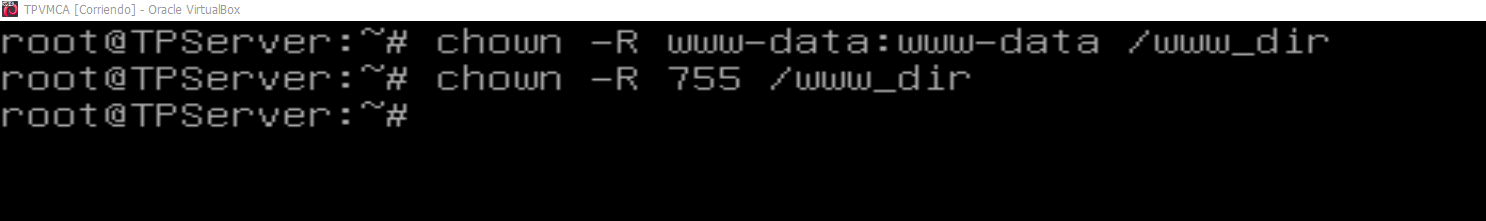 TPVMCA [Corriendo] - Oracle VirtualBox
root@TPServer:~# chown -R www-data:www-data /www_dir
root@TPServer:~# chown -R 755 /www_dir
root@TPServer:~#